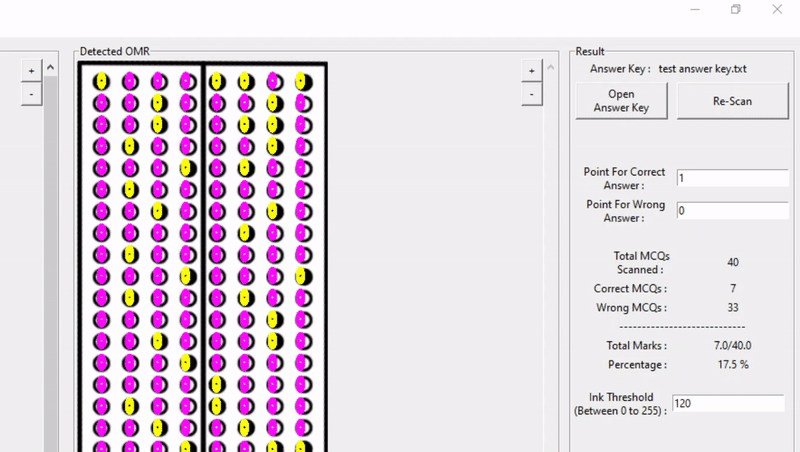 Detected OMR
+
-
+
-
Result
Answer Key : test answer key.txt
Open
Answer Key
Re-Scan
Point For Correct
Answer :
1
Point For Wrong
Answer :
0
Total MCQs
Scanned :
40
Correct MCQs : 7
Wrong MCQs : 33
---------------------------
Total Marks : 7.0/40.0
Percentage : 17.5 %
Ink Threshold
(Between 0 to 255) :
120